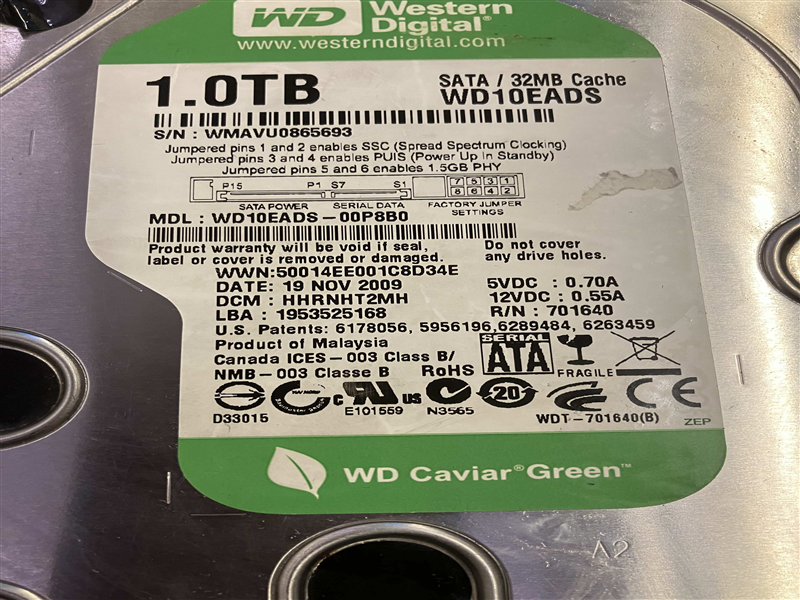 WD Western Digital®
www.westerndigital.com
1.0TB
SATA / 32MB Cache
WD10EADS
S/N : WMAVU0865693
Jumpered pins 1 and 2 enables SSC (Spread Spectrum Clocking)
Jumpered pins 3 and 4 enables PUIS (Power Up In Standby)
Jumpered pins 5 and 6 enables 1.5GB PHY
P15 P1 S7 S1 7 5 3 1
8 6 4 2
SATA POWER SERIAL DATA FACTORY JUMPER SETTINGS
MDL : WD10EADS-00P8B0
Product warranty will be void if seal,
label or cover is removed or damaged.
Do not cover
any drive holes.
WWN:50014EE001C8D34E
DATE: 19 NOV 2009
DCM : HHRNHT2MH
LBA : 1953525168
5VDC : 0.70A
12VDC : 0.55A
R/N : 701640
U.S. Patents: 6178056, 5956196,6289484, 6263459
Product of Malaysia
Canada ICES-003 Class B/
NMB-003 Classe B
RoHS
SERIAL
ATA
FRAGILE
D33015
c US
E101559
N3565
20
CE
WDT-701640(B)
ZEP
WD Caviar® Green™
A2